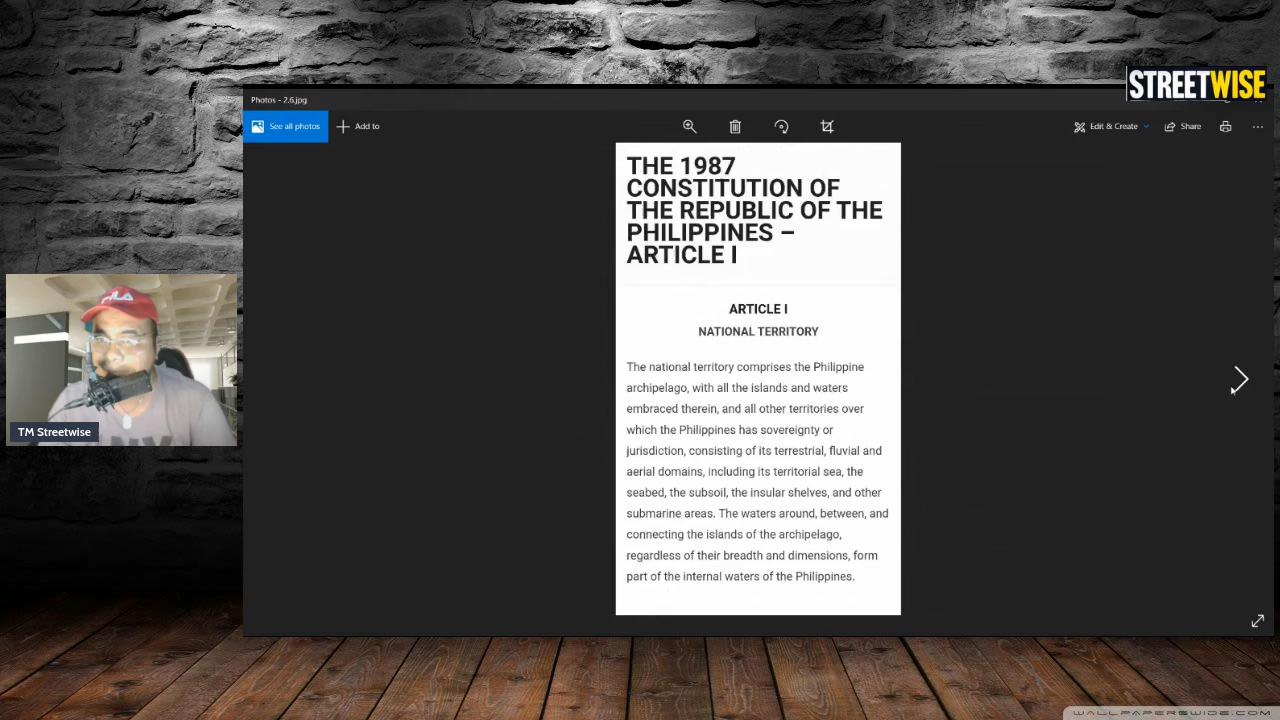 STREETWISE
Photos - 2.6.jpg
See all photos
Add to
Edit & Create
Share
THE 1987
CONSTITUTION OF
THE REPUBLIC OF THE
PHILIPPINES –
ARTICLE I
ARTICLE I
NATIONAL TERRITORY
The national territory comprises the Philippine
archipelago, with all the islands and waters
embraced therein, and all other territories over
which the Philippines has sovereignty or
jurisdiction, consisting of its terrestrial, fluvial and
aerial domains, including its territorial sea, the
seabed, the subsoil, the insular shelves, and other
submarine areas. The waters around, between, and
connecting the islands of the archipelago,
regardless of their breadth and dimensions, form
part of the internal waters of the Philippines.
FILA
TM Streetwise
WALLPAPERSWIDE.COM